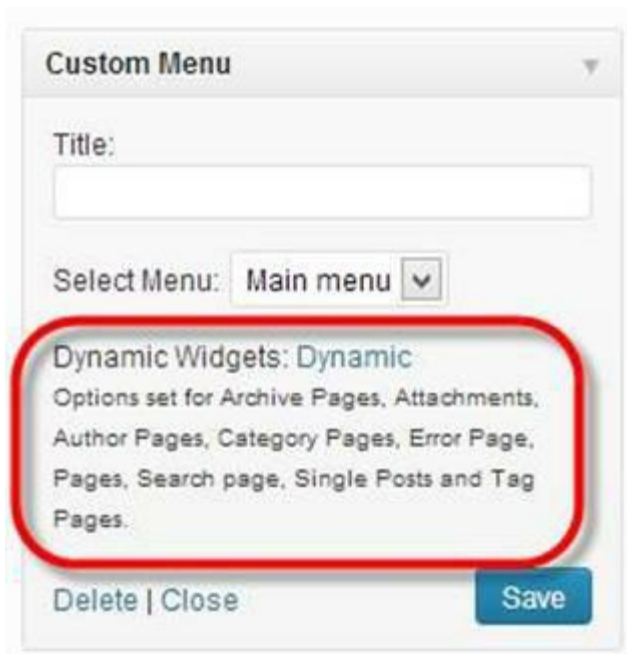 Custom Menu
Title:
Select Menu: Main menu
Dynamic Widgets: Dynamic
Options set for Archive Pages, Attachments,
Author Pages, Category Pages, Error Page,
Pages, Search page, Single Posts and Tag
Pages.
Delete | Close
Save